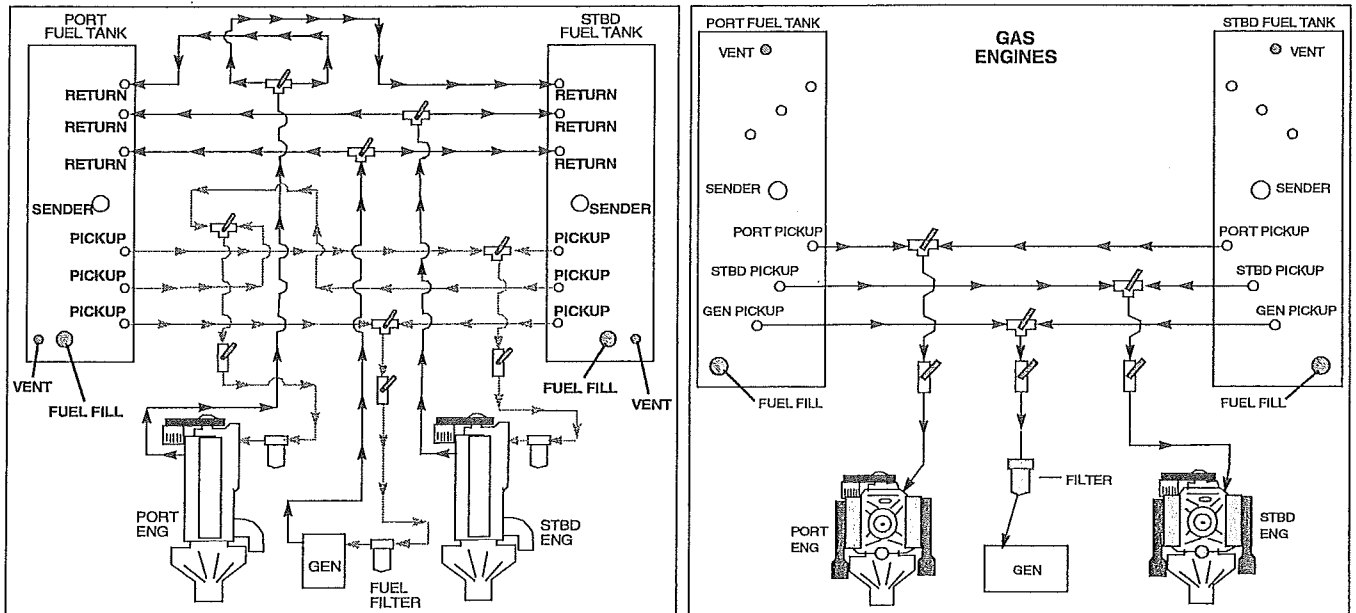 PORT
FUEL TANK
STBD
FUEL TANK
RETURN
RETURN
RETURN
RETURN
RETURN
RETURN
SENDER
SENDER
PICKUP
PICKUP
PICKUP
PICKUP
PICKUP
PICKUP
VENT
FUEL FILL
FUEL FILL
VENT
PORT
ENG
GEN
FUEL
FILTER
STBD
ENG
PORT FUEL TANK
STBD FUEL TANK
GAS
ENGINES
VENT
VENT
SENDER
SENDER
PORT PICKUP
PORT PICKUP
STBD PICKUP
STBD PICKUP
GEN PICKUP
GEN PICKUP
FUEL FILL
FUEL FILL
FILTER
PORT
ENG
GEN
STBD
ENG